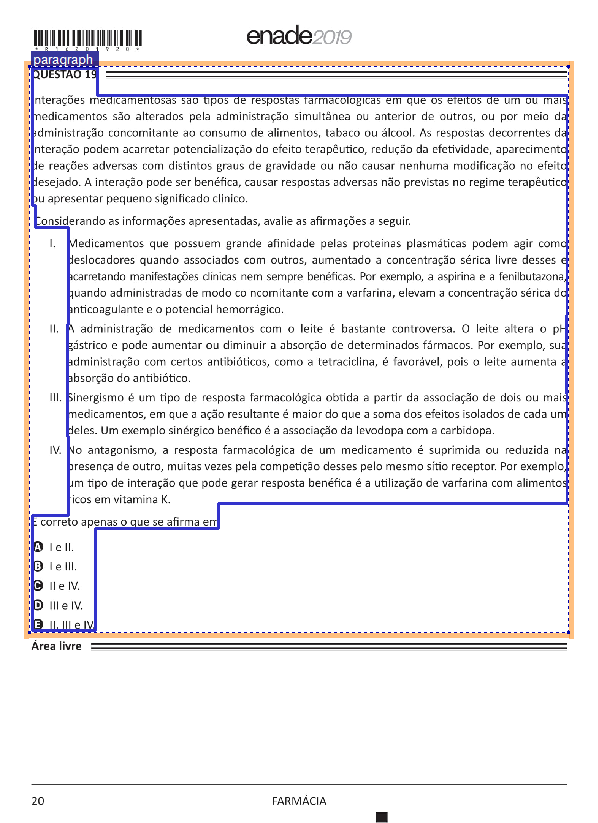 *R1620192 0*
enade2019
paragraph
QUESTÃO 19
Interações medicamentosas são tipos de respostas farmacológicas em que os efeitos de um ou mais
medicamentos são alterados pela administração simultânea ou anterior de outros, ou por meio da
administração concomitante ao consumo de alimentos, tabaco ou álcool. As respostas decorrentes da
interação podem acarretar potencialização do efeito terapêutico, redução da efetividade, aparecimento
de reações adversas com distintos graus de gravidade ou não causar nenhuma modificação no efeito
desejado. A interação pode ser benéfica, causar respostas adversas não previstas no regime terapêutico
ou apresentar pequeno significado clínico.
Considerando as informações apresentadas, avalie as afirmações a seguir.
I. Medicamentos que possuem grande afinidade pelas proteínas plasmáticas podem agir como
deslocadores quando associados com outros, aumentado a concentração sérica livre desses e
acarretando manifestações clínicas nem sempre benéficas. Por exemplo, a aspirina e a fenilbutazona,
quando administradas de modo co ncomitante com a varfarina, elevam a concentração sérica do
anticoagulante e o potencial hemorrágico.
II. A administração de medicamentos com o leite é bastante controversa. O leite altera o pH
gástrico e pode aumentar ou diminuir a absorção de determinados fármacos. Por exemplo, sua
administração com certos antibióticos, como a tetraciclina, é favorável, pois o leite aumenta a
absorção do antibiótico.
III. Sinergismo é um tipo de resposta farmacológica obtida a partir da associação de dois ou mais
medicamentos, em que a ação resultante é maior do que a soma dos efeitos isolados de cada um
deles. Um exemplo sinérgico benéfico é a associação da levodopa com a carbidopa.
IV. No antagonismo, a resposta farmacológica de um medicamento é suprimida ou reduzida na
presença de outro, muitas vezes pela competição desses pelo mesmo sítio receptor. Por exemplo,
um tipo de interação que pode gerar resposta benéfica é a utilização de varfarina com alimentos
ricos em vitamina K.
É correto apenas o que se afirma em
A I e II.
B I e III.
C II e IV.
D III e IV.
E II, III e IV.
Área livre
20 FARMÁCIA